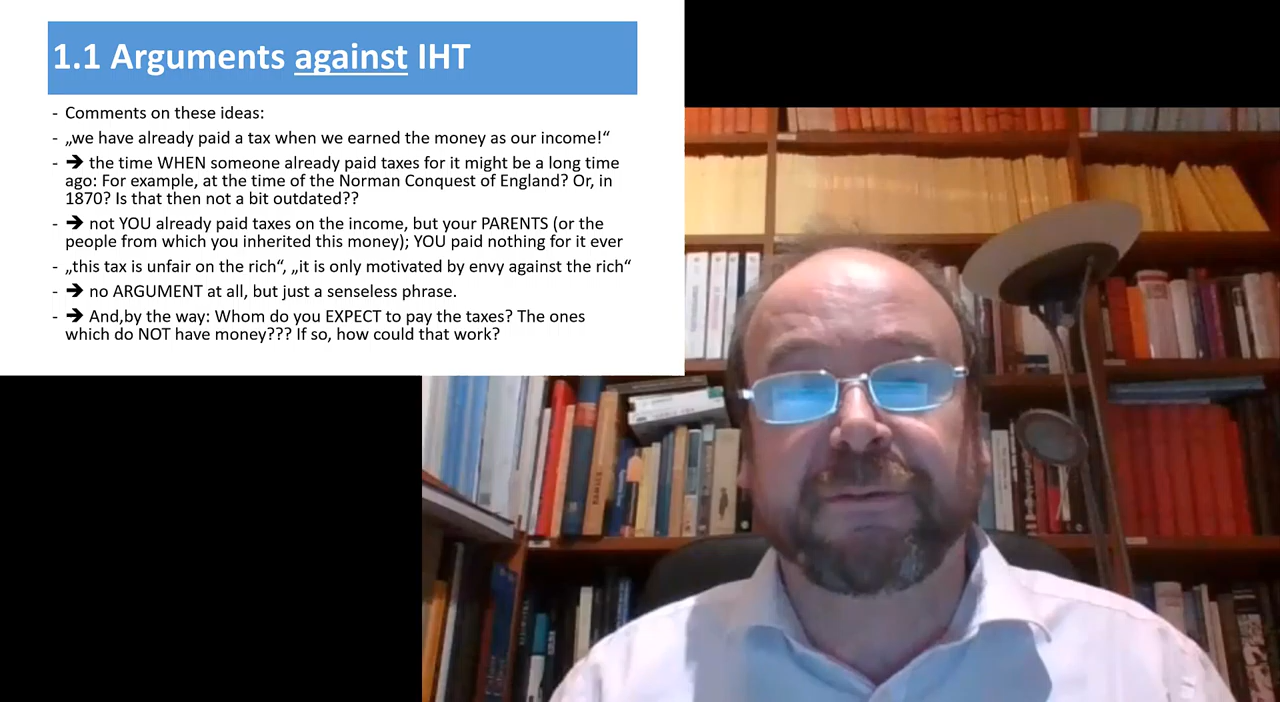 1.1 Arguments against IHT
- Comments on these ideas:
- „we have already paid a tax when we earned the money as our income!“
- ➔ the time WHEN someone already paid taxes for it might be a long time
ago: For example, at the time of the Norman Conquest of England? Or, in
1870? Is that then not a bit outdated??
- ➔ not YOU already paid taxes on the income, but your PARENTS (or the
people from which you inherited this money); YOU paid nothing for it ever
- „this tax is unfair on the rich“, „it is only motivated by envy against the rich“
- ➔ no ARGUMENT at all, but just a senseless phrase.
- ➔ And,by the way: Whom do you EXPECT to pay the taxes? The ones
which do NOT have money??? If so, how could that work?